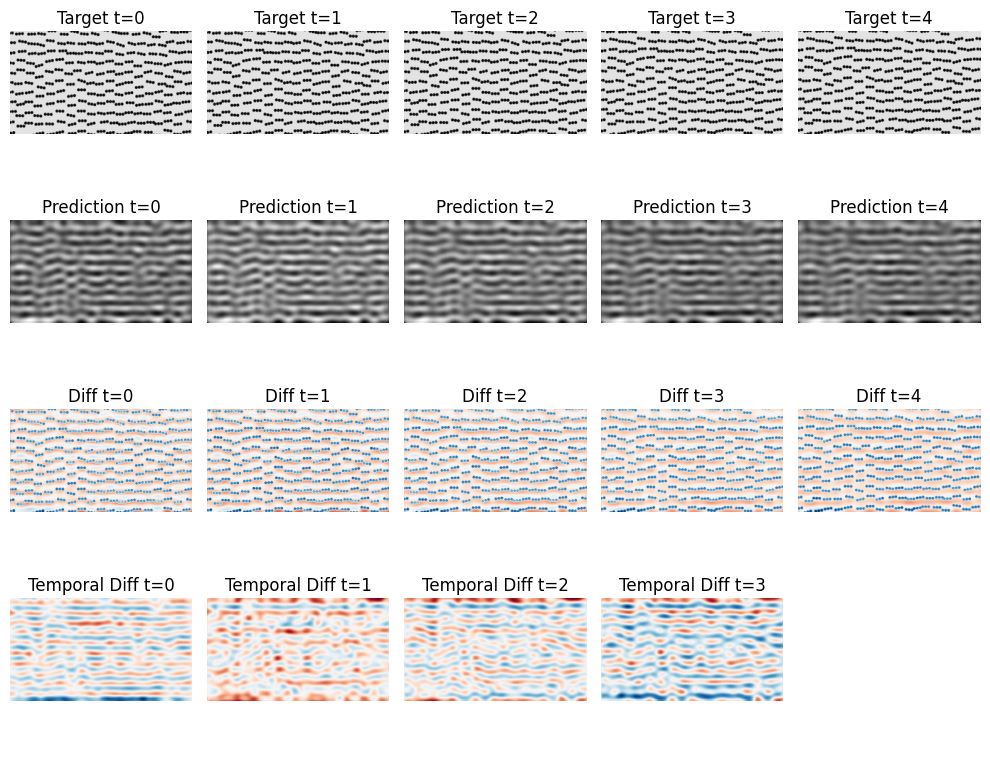 Target t=0 Target t=1 Target t=2 Target t=3 Target t=4
Prediction t=0 Prediction t=1 Prediction t=2 Prediction t=3 Prediction t=4
Diff t=0 Diff t=1 Diff t=2 Diff t=3 Diff t=4
Temporal Diff t=0 Temporal Diff t=1 Temporal Diff t=2 Temporal Diff t=3